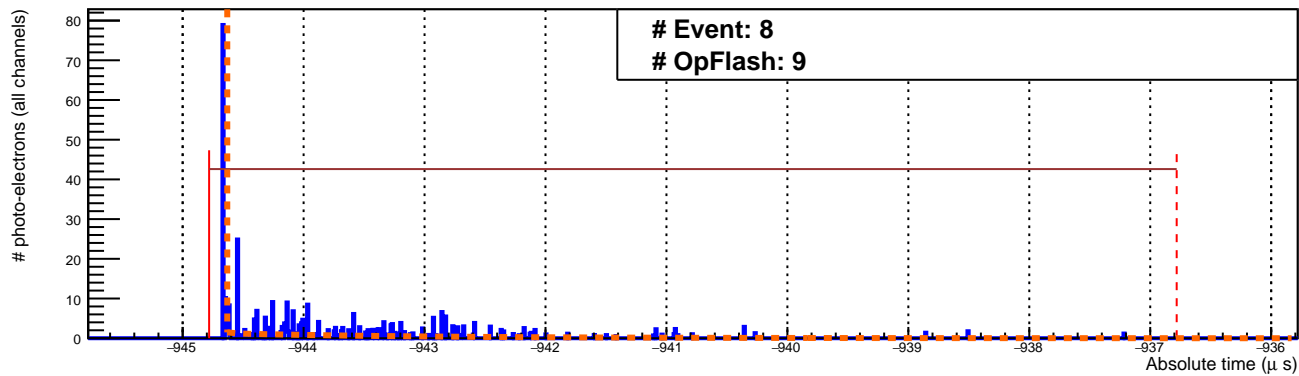 # Event: 8
# OpFlash: 9
# photo-electrons (all channels)
80
70
60
50
40
30
20
10
0
−945 −944 −943 −942 −941 −940 −939 −938 −937 −936
Absolute time (μ s)